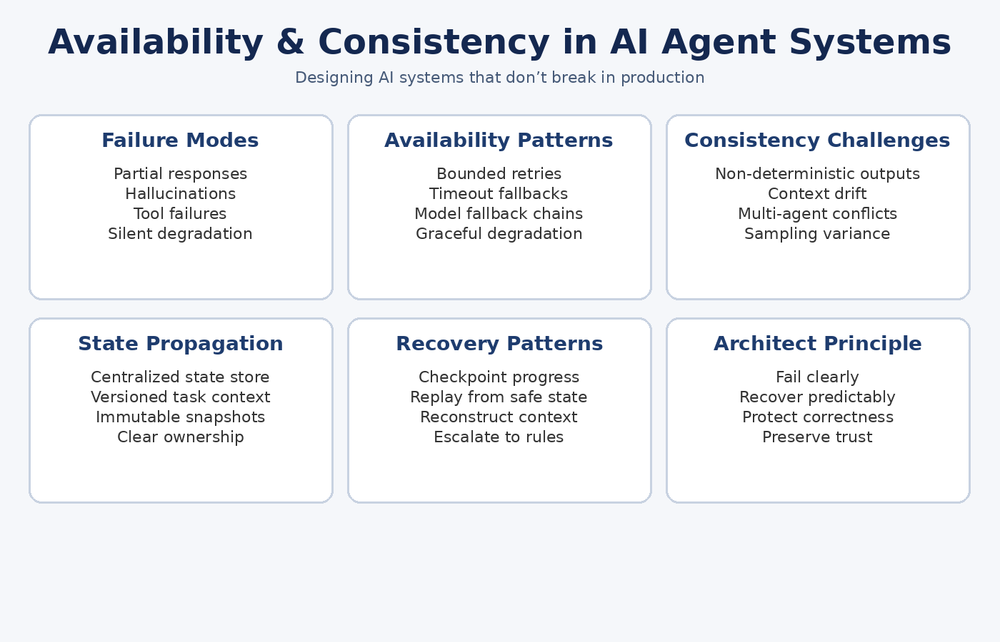 Availability & Consistency in AI Agent Systems
Designing AI systems that don’t break in production
Failure Modes
Partial responses
Hallucinations
Tool failures
Silent degradation
Availability Patterns
Bounded retries
Timeout fallbacks
Model fallback chains
Graceful degradation
Consistency Challenges
Non-deterministic outputs
Context drift
Multi-agent conflicts
Sampling variance
State Propagation
Centralized state store
Versioned task context
Immutable snapshots
Clear ownership
Recovery Patterns
Checkpoint progress
Replay from safe state
Reconstruct context
Escalate to rules
Architect Principle
Fail clearly
Recover predictably
Protect correctness
Preserve trust